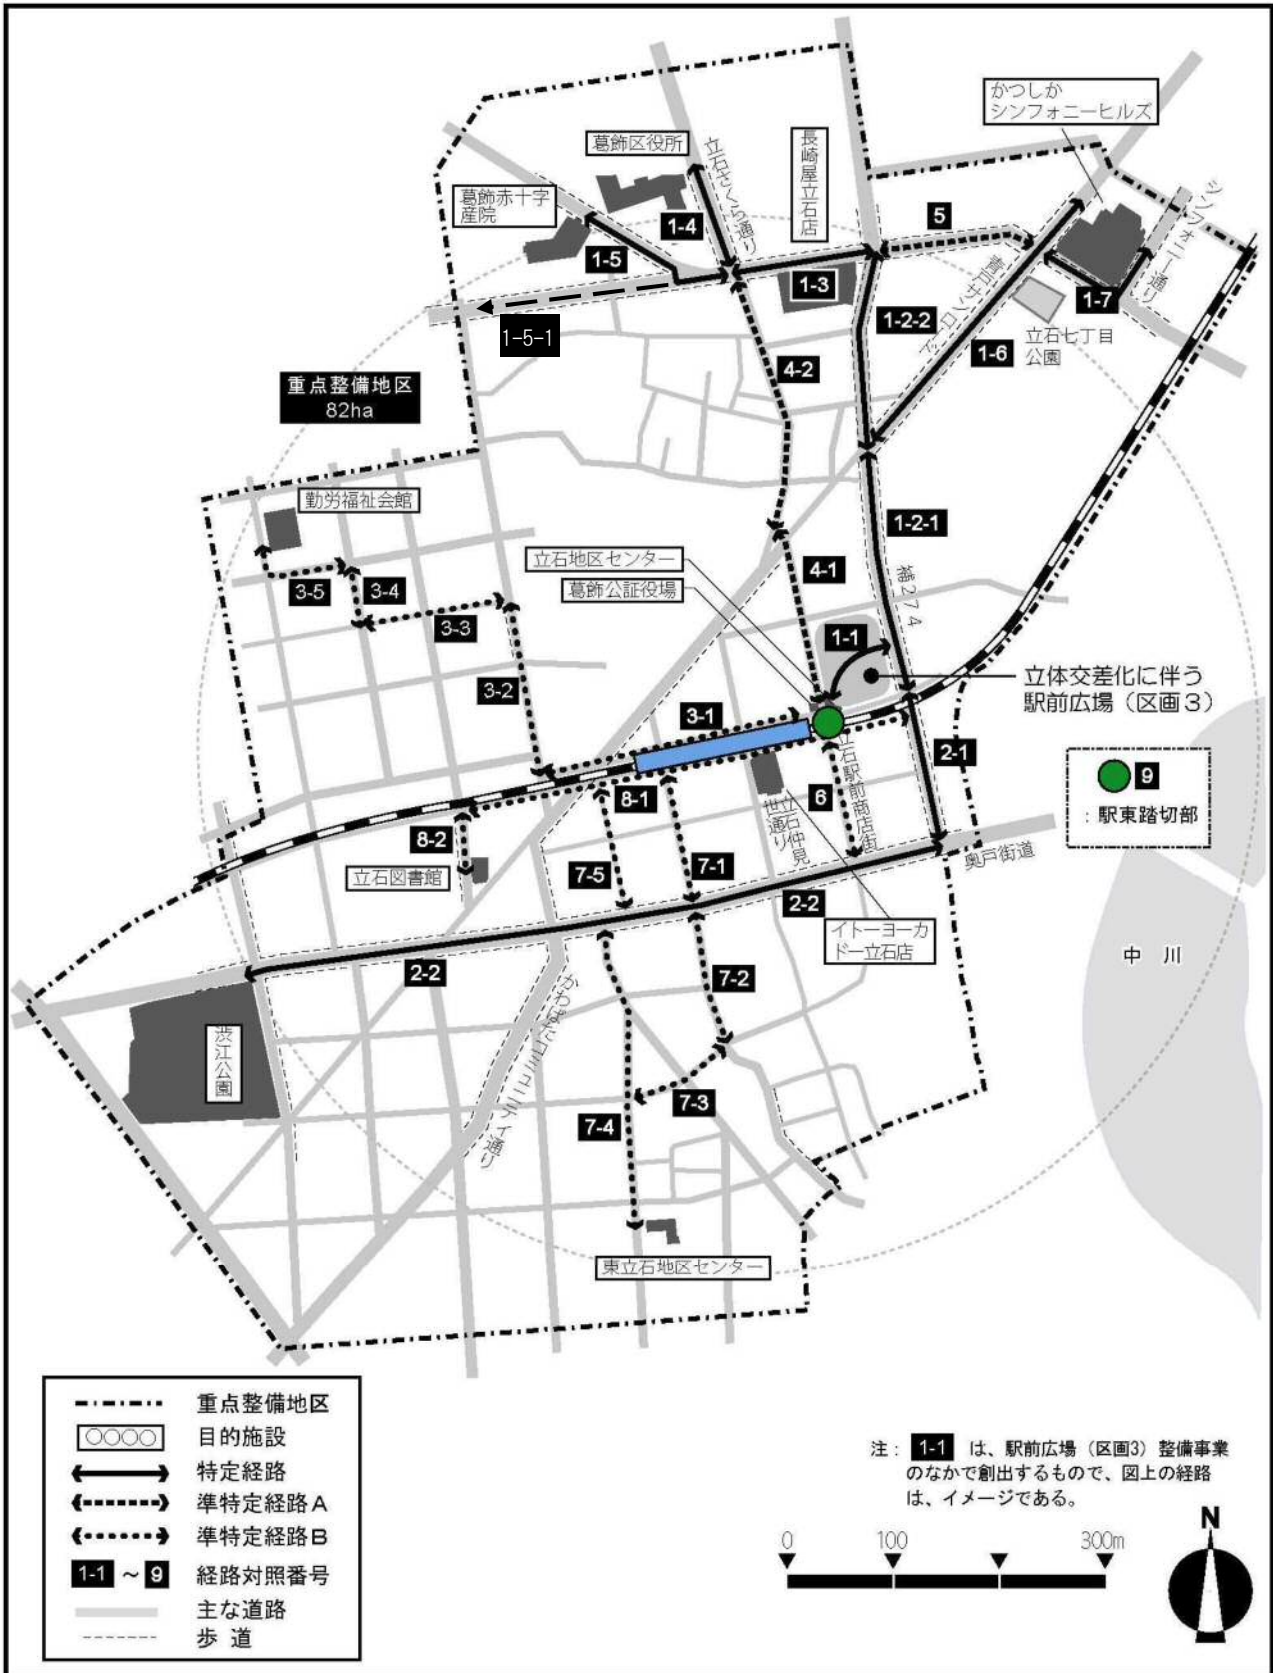 かつしか
シンフォニーヒルズ
葛飾区役所
立石さくら通り
長崎屋立石店
葛飾赤十字
産院
シンフォニー通り
5
1-4
1-5
1-3
1-7
青戸サンロード
1-2-2
1-5-1
1-6
立石七丁目
公園
4-2
重点整備地区
82ha
勤労福祉会館
1-2-1
立石地区センター
4-1
葛飾公証役場
補274
3-5
3-4
3-3
1-1
立体交差化に伴う
駅前広場(区画3)
3-2
3-1
2-1
9
:駅東踏切部
立石駅前商店街
8-1
6
立石仲見
世通り
8-2
奥戸街道
立石図書館
7-5
7-1
2-2
イトーヨーカ
ドー立石店
中 川
2-2
7-2
かわばたコミュニティ通り
渋江公園
7-3
7-4
東立石地区センター
重点整備地区
○○○○ 目的施設
特定経路
準特定経路A
準特定経路B
1-1 ~ 9 経路対照番号
主な道路
歩 道
注: 1-1 は、駅前広場(区画3)整備事業
のなかで創出するもので、図上の経路
は、イメージである。
N
0 100 300m